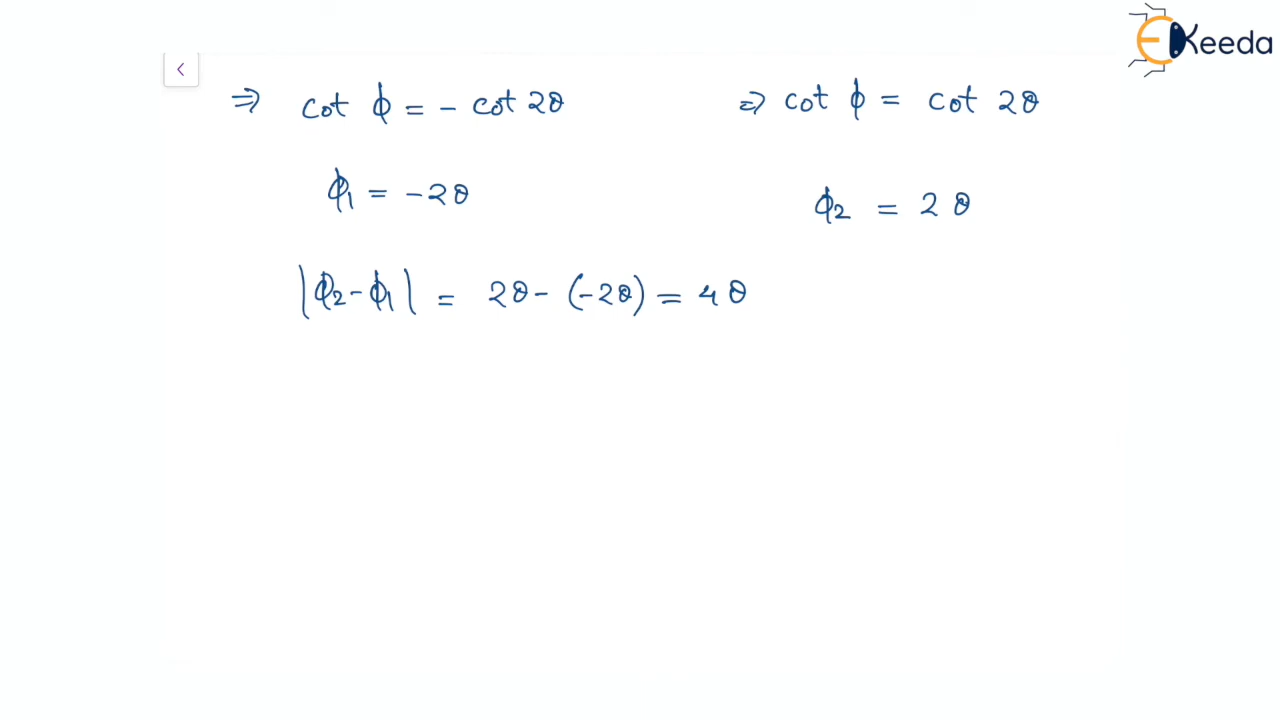 EKeeda
⇒ cot ϕ = - cot 2θ
⇒ cot ϕ = cot 2θ
ϕ₁ = -2θ
ϕ₂ = 2θ
|ϕ₂-ϕ₁| = 2θ - (-2θ) = 4θ